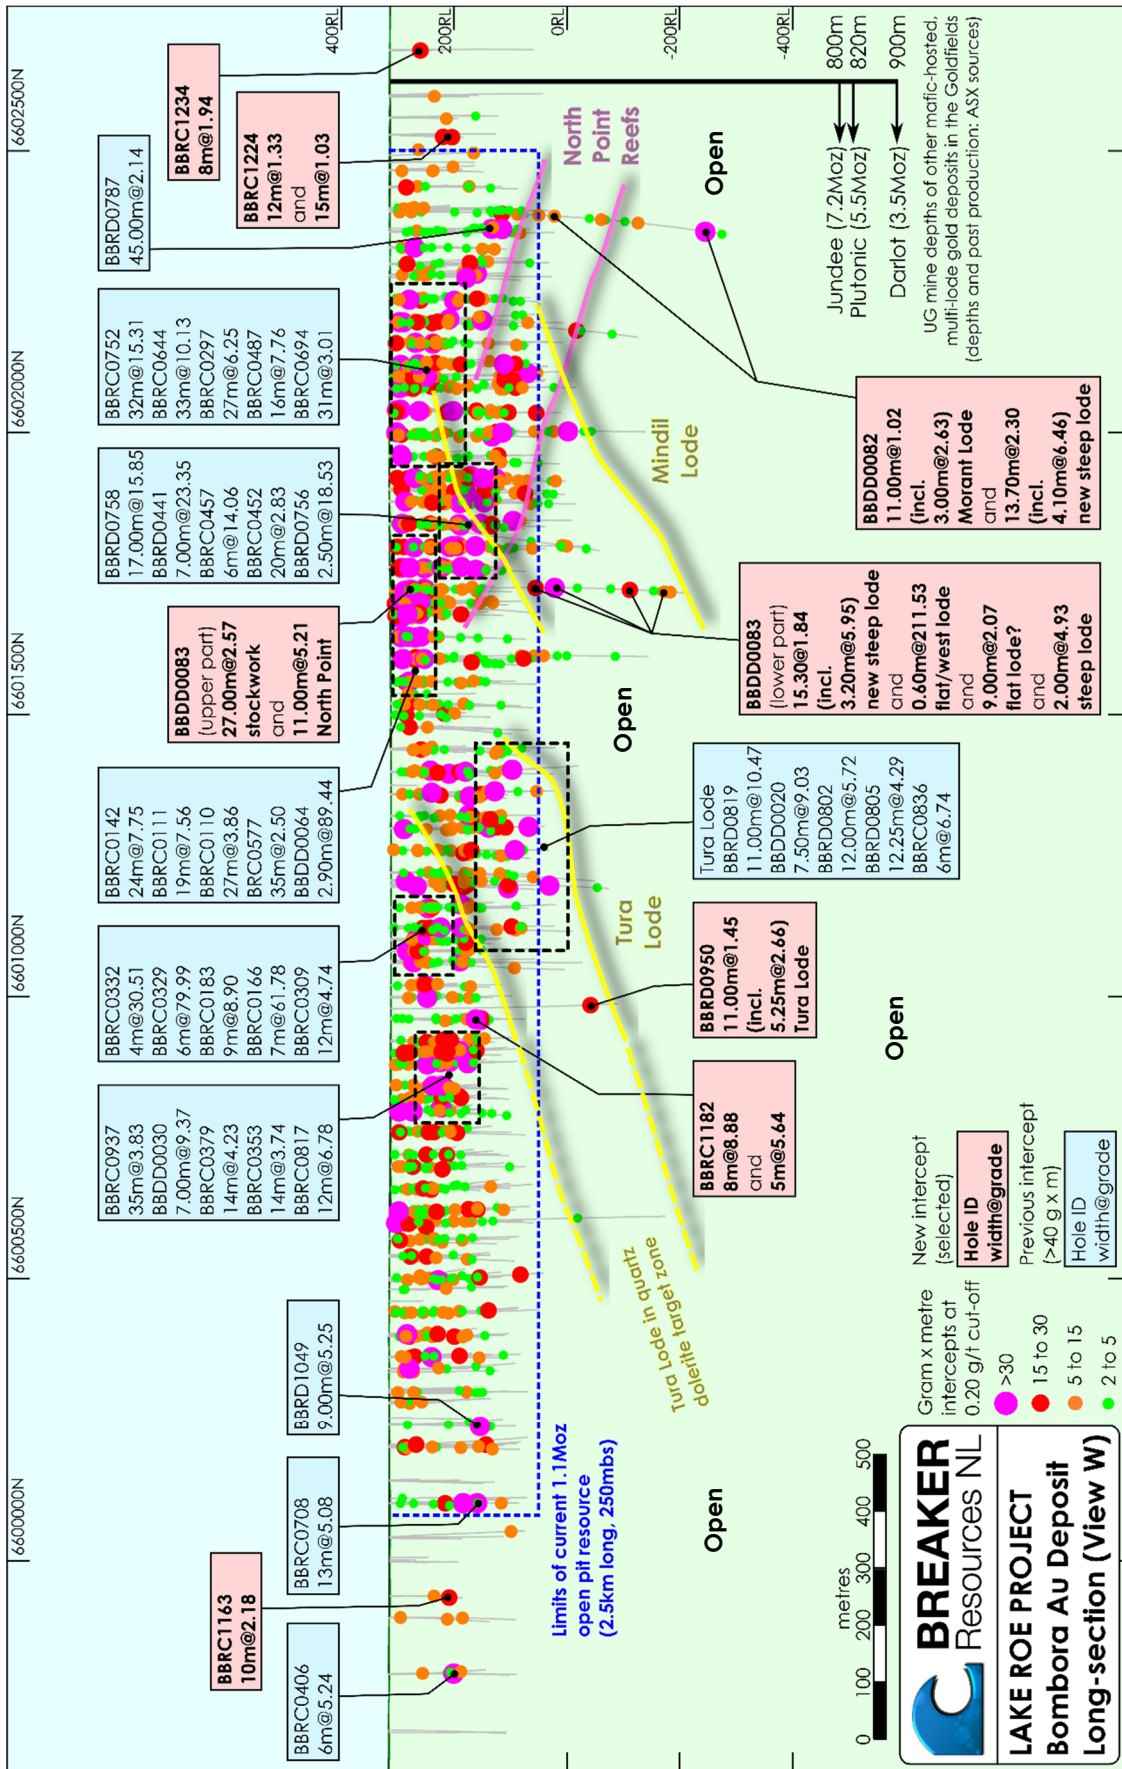 6660000N
6600500N
6601000N
6601500N
6602000N
6602500N
400RL
200RL
0RL
-200RL
-400RL
BBRC0406
6m@5.24
BBRC1163
10m@2.18
BBRC0708
13m@5.08
BBRD1049
9.00m@5.25
BBRC0937
35m@3.83
BBDD0030
7.00m@9.37
BBRC0379
14m@4.23
BBRC0353
14m@3.74
BBRC0817
12m@6.78
BBRC0332
4m@30.51
BBRC0329
6m@79.99
BBRC0183
9m@8.90
BBRC0166
7m@61.78
BBRC0309
12m@4.74
BBRC0142
24m@7.75
BBRC0111
19m@7.56
BBRC0110
27m@3.86
BRC0577
35m@2.50
BBDD0064
2.90m@89.44
BBDD0083
(upper part)
27.00m@2.57
stockwork
and
11.00m@5.21
North Point
BBRD0758
17.00m@15.85
BBRD0441
7.00m@23.35
BBRC0457
6m@14.06
BBRC0452
20m@2.83
BBRD0756
2.50m@18.53
BBRC0752
32m@15.31
BBRC0644
33m@10.13
BBRC0297
27m@6.25
BBRC0487
16m@7.76
BBRC0694
31m@3.01
BBRD0787
45.00m@2.14
BBRC1224
12m@1.33
and
15m@1.03
BBRC1234
8m@1.94
Limits of current 1.1Moz
open pit resource
(2.5km long, 250mbs)
Tura Lode in quartz
dolerite target zone
Tura
Lode
Mindil
Lode
North
Point
Reefs
Open
Open
Open
Open
BBRC1182
8m@8.88
and
5m@5.64
BBRD0950
11.00m@1.45
(incl.
5.25m@2.66)
Tura Lode
Tura Lode
BBRD0819
11.00m@10.47
BBDD0020
7.50m@9.03
BBRD0802
12.00m@5.72
BBRD0805
12.25m@4.29
BBRC0836
6m@6.74
BBDD0083
(lower part)
15.30@1.84
(incl.
3.20m@5.95)
new steep lode
and
0.60m@211.53
flat/west lode
and
9.00m@2.07
flat lode?
and
2.00m@4.93
steep lode
BBDD0082
11.00m@1.02
(incl.
3.00m@2.63)
Morant Lode
and
13.70m@2.30
(incl.
4.10m@6.46)
new steep lode
Jundee (7.2Moz) 800m
Plutonic (5.5Moz) 820m
Darlot (3.5Moz) 900m
UG mine depths of other mafic-hosted,
multi-lode gold deposits in the Goldfields
(depths and past production: ASX sources)
metres
0 100 200 300 400 500
BREAKER
Resources NL
LAKE ROE PROJECT
Bombora Au Deposit
Long-section (View W)
Gram x metre
intercepts at
0.20 g/t cut-off
>30
15 to 30
5 to 15
2 to 5
New intercept
(selected)
Hole ID
width@grade
Previous intercept
(>40 g x m)
Hole ID
width@grade